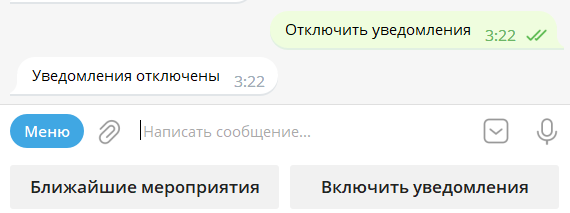 Отключить уведомления 3:22
Уведомления отключены 3:22
Меню Написать сообщение...
Ближайшие мероприятия Включить уведомления